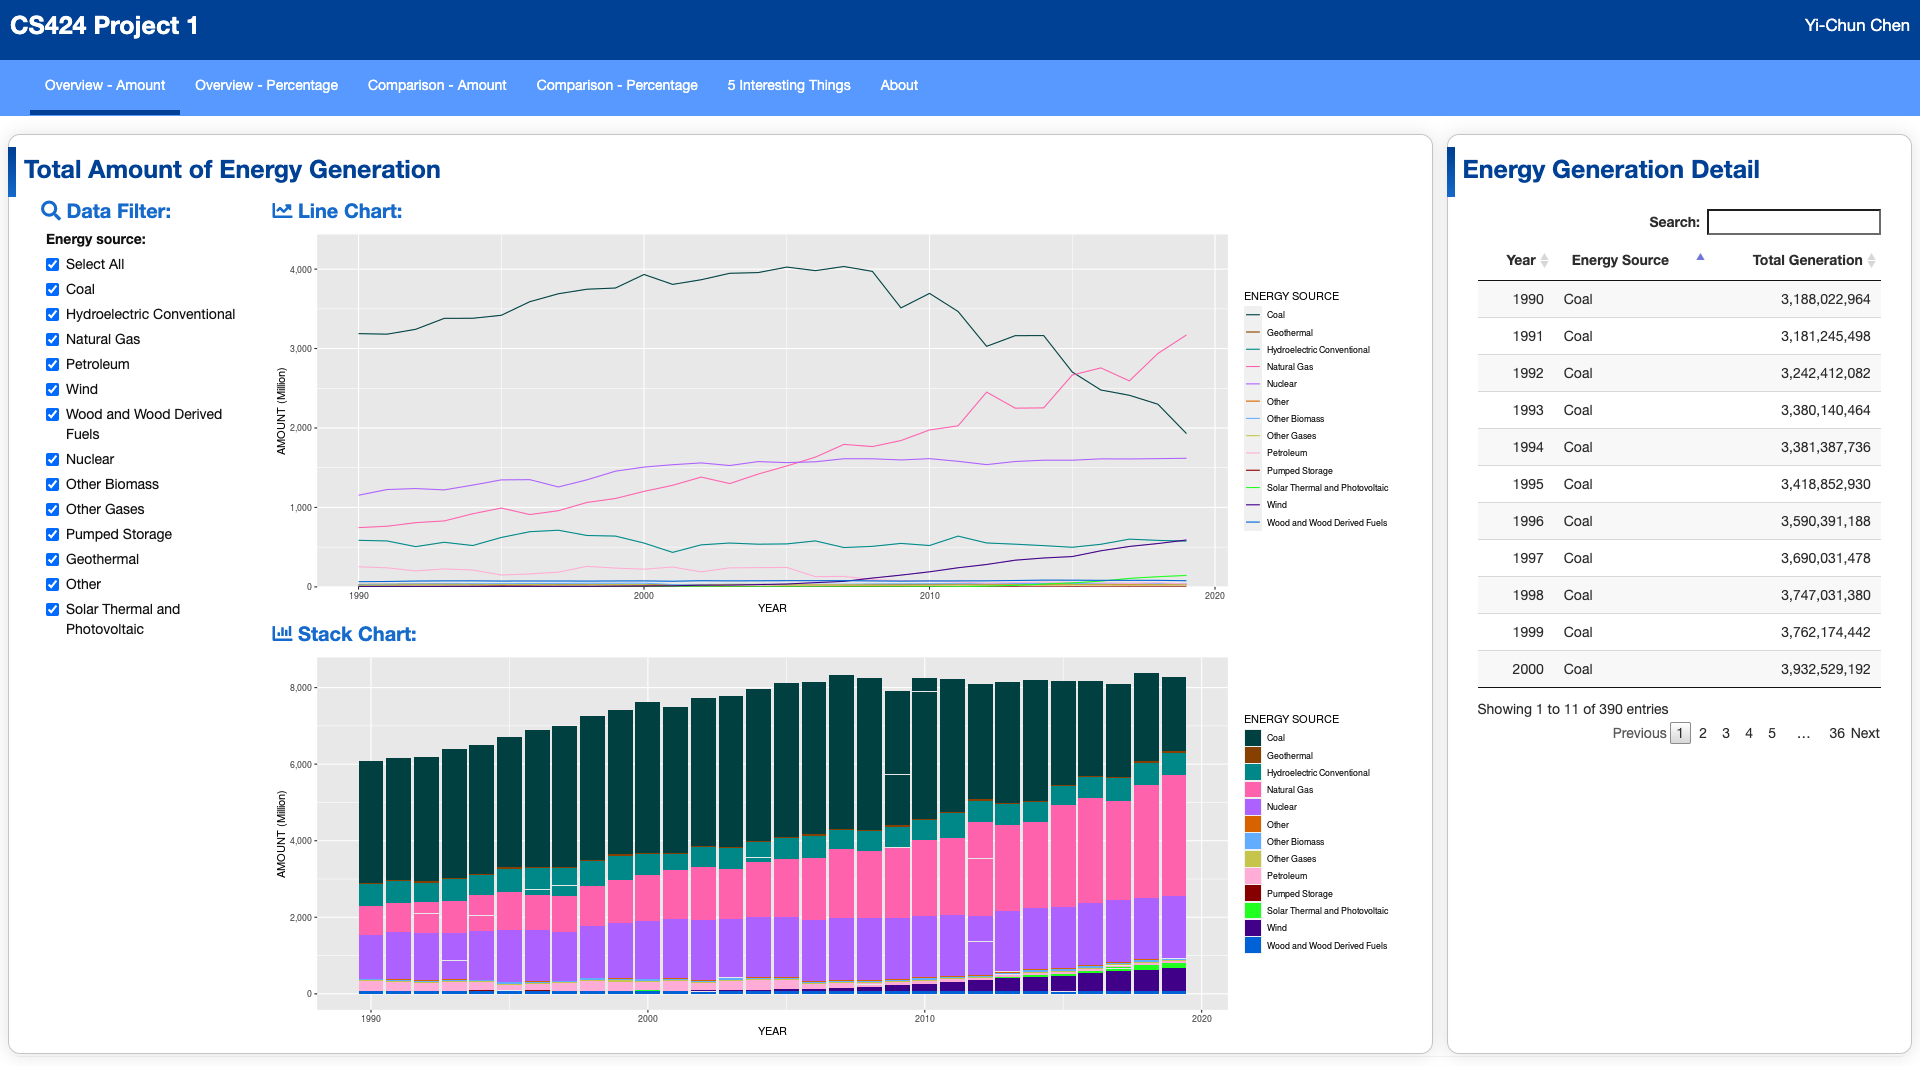 CS424 Project 1
Yi-Chun Chen
Overview - Amount
Overview - Percentage
Comparison - Amount
Comparison - Percentage
5 Interesting Things
About
Total Amount of Energy Generation
Data Filter:
Energy source:
Select All
Coal
Hydroelectric Conventional
Natural Gas
Petroleum
Wind
Wood and Wood Derived
Fuels
Nuclear
Other Biomass
Other Gases
Pumped Storage
Geothermal
Other
Solar Thermal and
Photovoltaic
Line Chart:
4,000
3,000
2,000
1,000
0
AMOUNT (Million)
1990
2000
2010
2020
YEAR
ENERGY SOURCE
Coal
Geothermal
Hydroelectric Conventional
Natural Gas
Nuclear
Other
Other Biomass
Other Gases
Petroleum
Pumped Storage
Solar Thermal and Photovoltaic
Wind
Wood and Wood Derived Fuels
Stack Chart:
8,000
6,000
4,000
2,000
0
AMOUNT (Million)
1990
2000
2010
2020
YEAR
ENERGY SOURCE
Coal
Geothermal
Hydroelectric Conventional
Natural Gas
Nuclear
Other
Other Biomass
Other Gases
Petroleum
Pumped Storage
Solar Thermal and Photovoltaic
Wind
Wood and Wood Derived Fuels
Energy Generation Detail
Search:
Year Energy Source Total Generation
1990 Coal 3,188,022,964
1991 Coal 3,181,245,498
1992 Coal 3,242,412,082
1993 Coal 3,380,140,464
1994 Coal 3,381,387,736
1995 Coal 3,418,852,930
1996 Coal 3,590,391,188
1997 Coal 3,690,031,478
1998 Coal 3,747,031,380
1999 Coal 3,762,174,442
2000 Coal 3,932,529,192
Showing 1 to 11 of 390 entries
Previous 1 2 3 4 5 … 36 Next